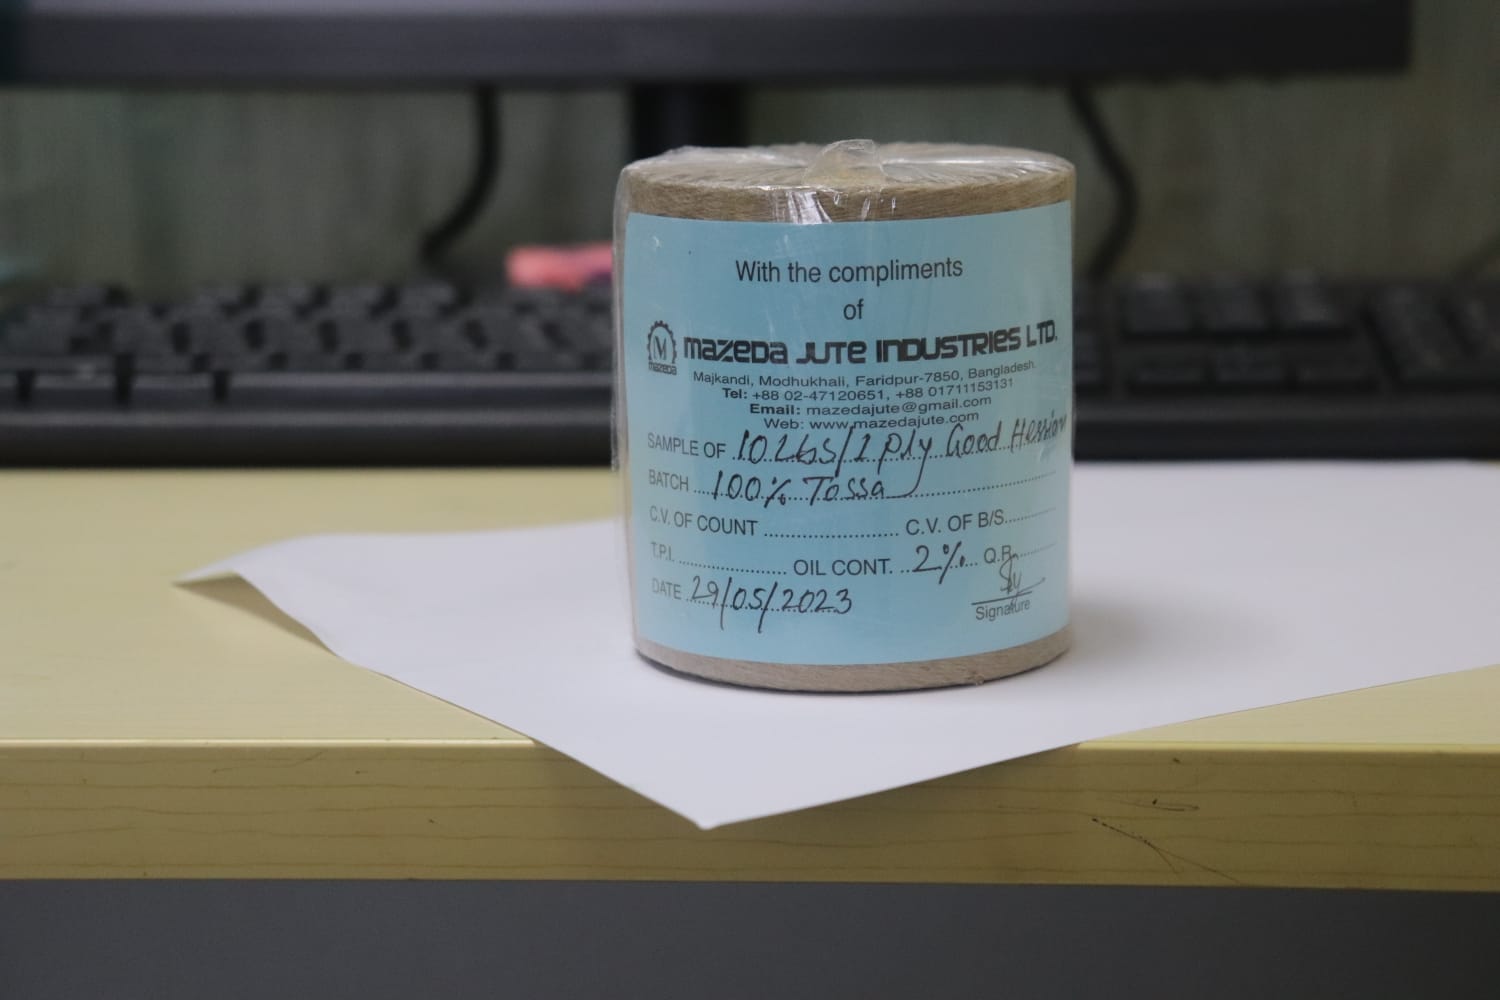 With the compliments
of
M
mazeda
mazeda JUTE INDUSTRIES LTD.
Majkandi, Modhukhali, Faridpur-7850, Bangladesh.
Tel: +88 02-47120651, +88 01711153131
Email: mazedajute@gmail.com
Web: www.mazedajute.com
SAMPLE OF 10 Lbs/1 Ply Good Hessian
BATCH 100% Tossa
C.V. OF COUNT .................... C.V. OF B/S...........
T.P.I. .................... OIL CONT. ..2%... Q.R...........
DATE 29/05/2023
Signature